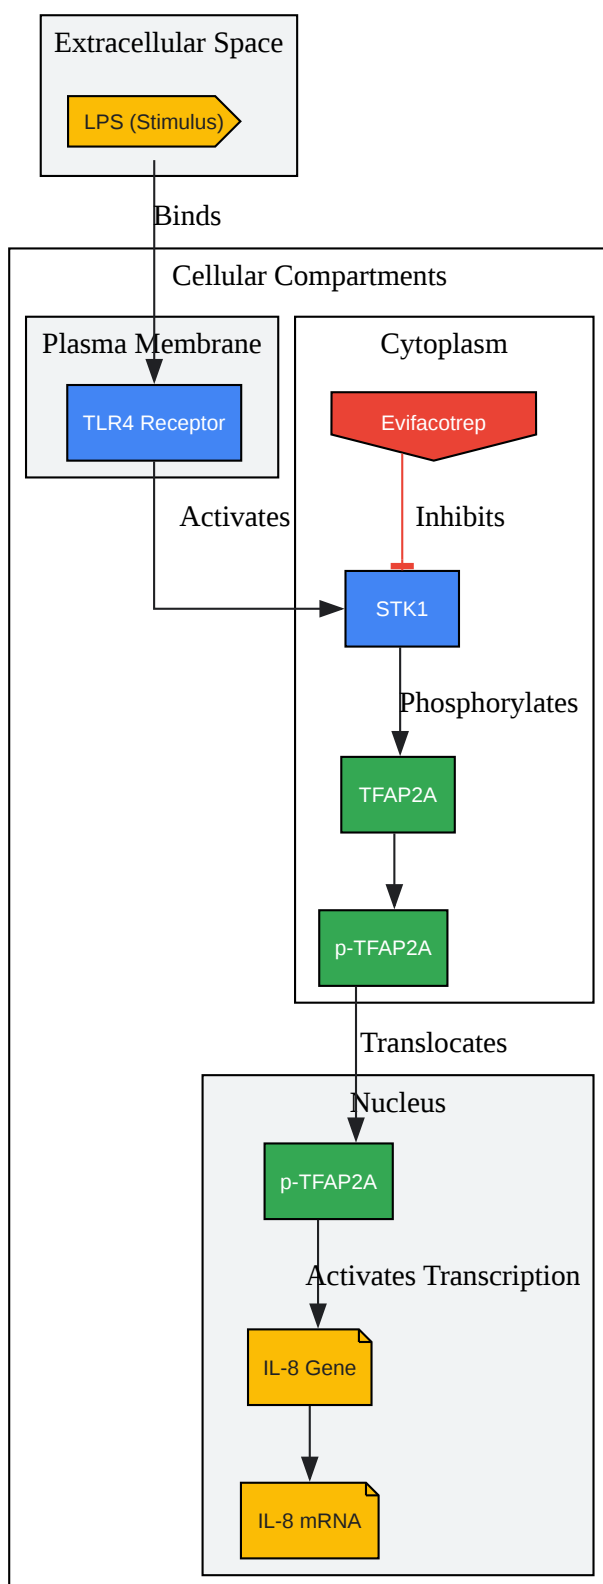 Extracellular Space
LPS (Stimulus)
Binds
Cellular Compartments
Plasma Membrane
Cytoplasm
TLR4 Receptor
Evifacotrep
Activates
Inhibits
STK1
Phosphorylates
TFAP2A
p-TFAP2A
Translocates
Nucleus
p-TFAP2A
Activates Transcription
IL-8 Gene
IL-8 mRNA